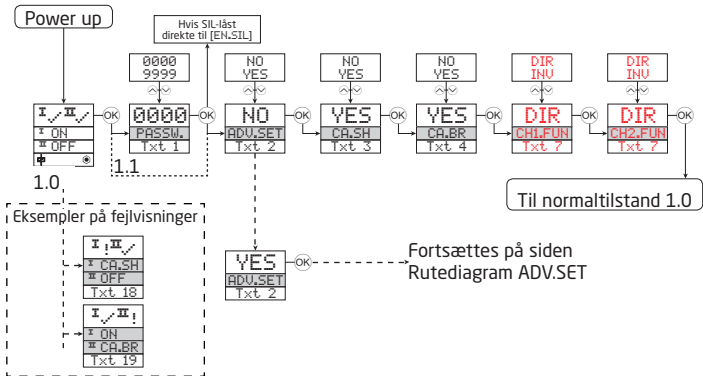 Power up
Hvis SIL-låst
direkte til [EN.SIL]
0000
9999
NO
YES
NO
YES
NO
YES
DIR
INV
DIR
INV
I ✓ II ✓
I ON
II OFF
OK
0000
PASSW.
Txt 1
OK
NO
ADV.SET
Txt 2
OK
YES
CA.SH
Txt 3
OK
YES
CA.BR
Txt 4
OK
DIR
CH1.FUN
Txt 7
OK
DIR
CH2.FUN
Txt 7
OK
1.0
1.1
Til normaltilstand 1.0
Eksempler på fejlvisninger
I ! II ✓
I CA.SH
II OFF
Txt 18
I ✓ II !
I ON
II CA.BR
Txt 19
YES
ADV.SET
Txt 2
OK
Fortsættes på siden
Rutediagram ADV.SET